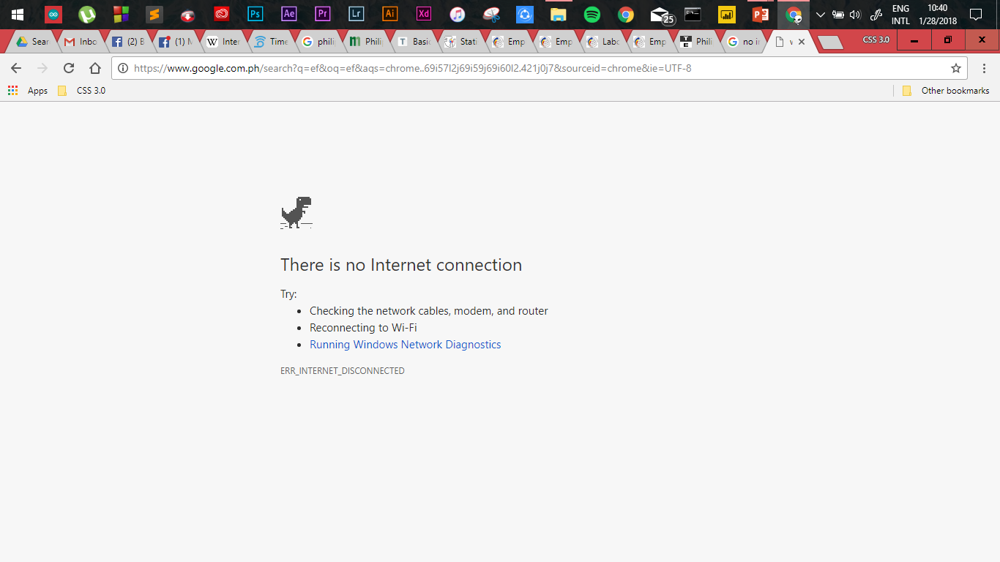 Ps Ae Pr Lr Ai Xd 25 ENG 10:40
INTL 1/28/2018
Sear Inbo (2) B (1) M Inter Time phili Phili Basic Stati Emp Emp Labo Emp Phili no in CSS 3.0
https://www.google.com.ph/search?q=ef&oq=ef&aqs=chrome..69i57l2j69i59j69i60l2.421j0j7&sourceid=chrome&ie=UTF-8
Apps CSS 3.0 Other bookmarks
There is no Internet connection
Try:
• Checking the network cables, modem, and router
• Reconnecting to Wi-Fi
• Running Windows Network Diagnostics
ERR_INTERNET_DISCONNECTED